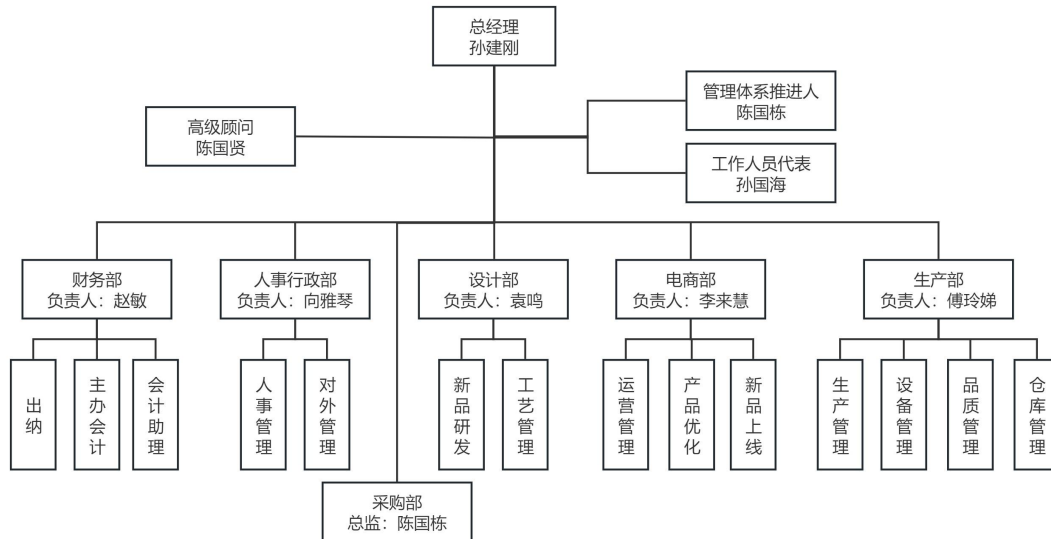 总经理
孙建刚
管理体系推进人
陈国栋
高级顾问
陈国贤
工作人员代表
孙国海
财务部
负责人：赵敏
人事行政部
负责人：向雅琴
设计部
负责人：袁鸣
电商部
负责人：李来慧
生产部
负责人：傅玲娣
出纳
主办会计
会计助理
人事管理
对外管理
新品研发
工艺管理
运营管理
产品优化
新品上线
生产管理
设备管理
品质管理
仓库管理
采购部
总监：陈国栋